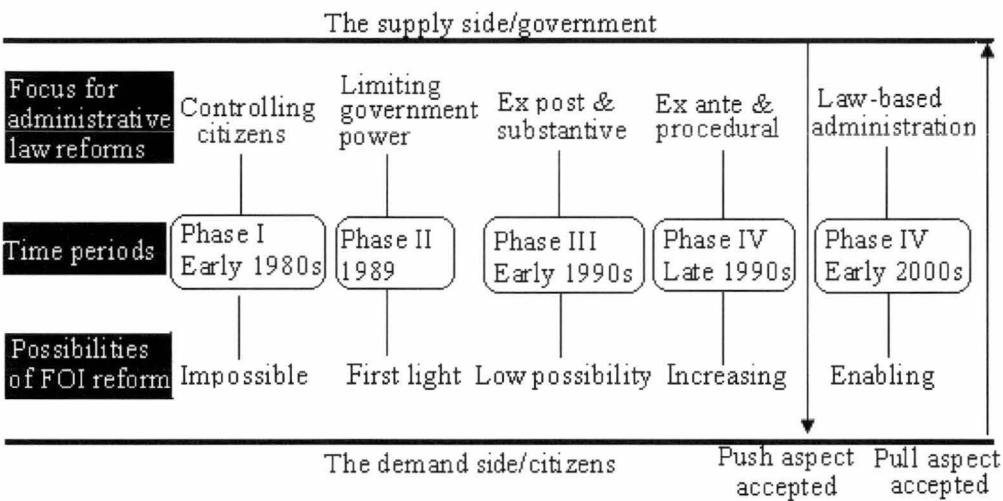 The supply side/government
Focus for
administrative
law reforms
Controlling
citizens
Limiting
government
power
Ex post &
substantive
Ex ante &
procedural
Law-based
administration
Time periods
Phase I
Early 1980s
Phase II
1989
Phase III
Early 1990s
Phase IV
Late 1990s
Phase IV
Early 2000s
Possibilities
of FOI reform
Impossible
First light
Low possibility
Increasing
Enabling
The demand side/citizens
Push aspect
accepted
Pull aspect
accepted